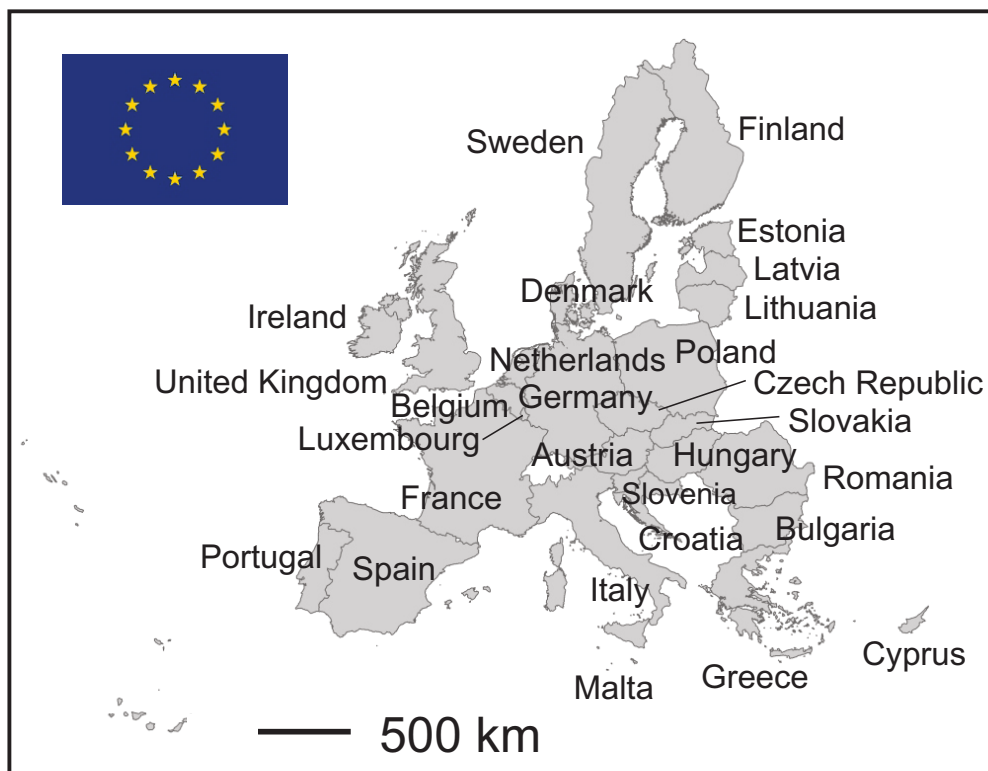 Sweden
Finland
Estonia
Latvia
Denmark
Lithuania
Ireland
Netherlands
Poland
United Kingdom
Czech Republic
Belgium
Germany
Slovakia
Luxembourg
Austria
Hungary
Romania
Slovenia
France
Bulgaria
Croatia
Portugal
Spain
Italy
Cyprus
Greece
Malta
500 km